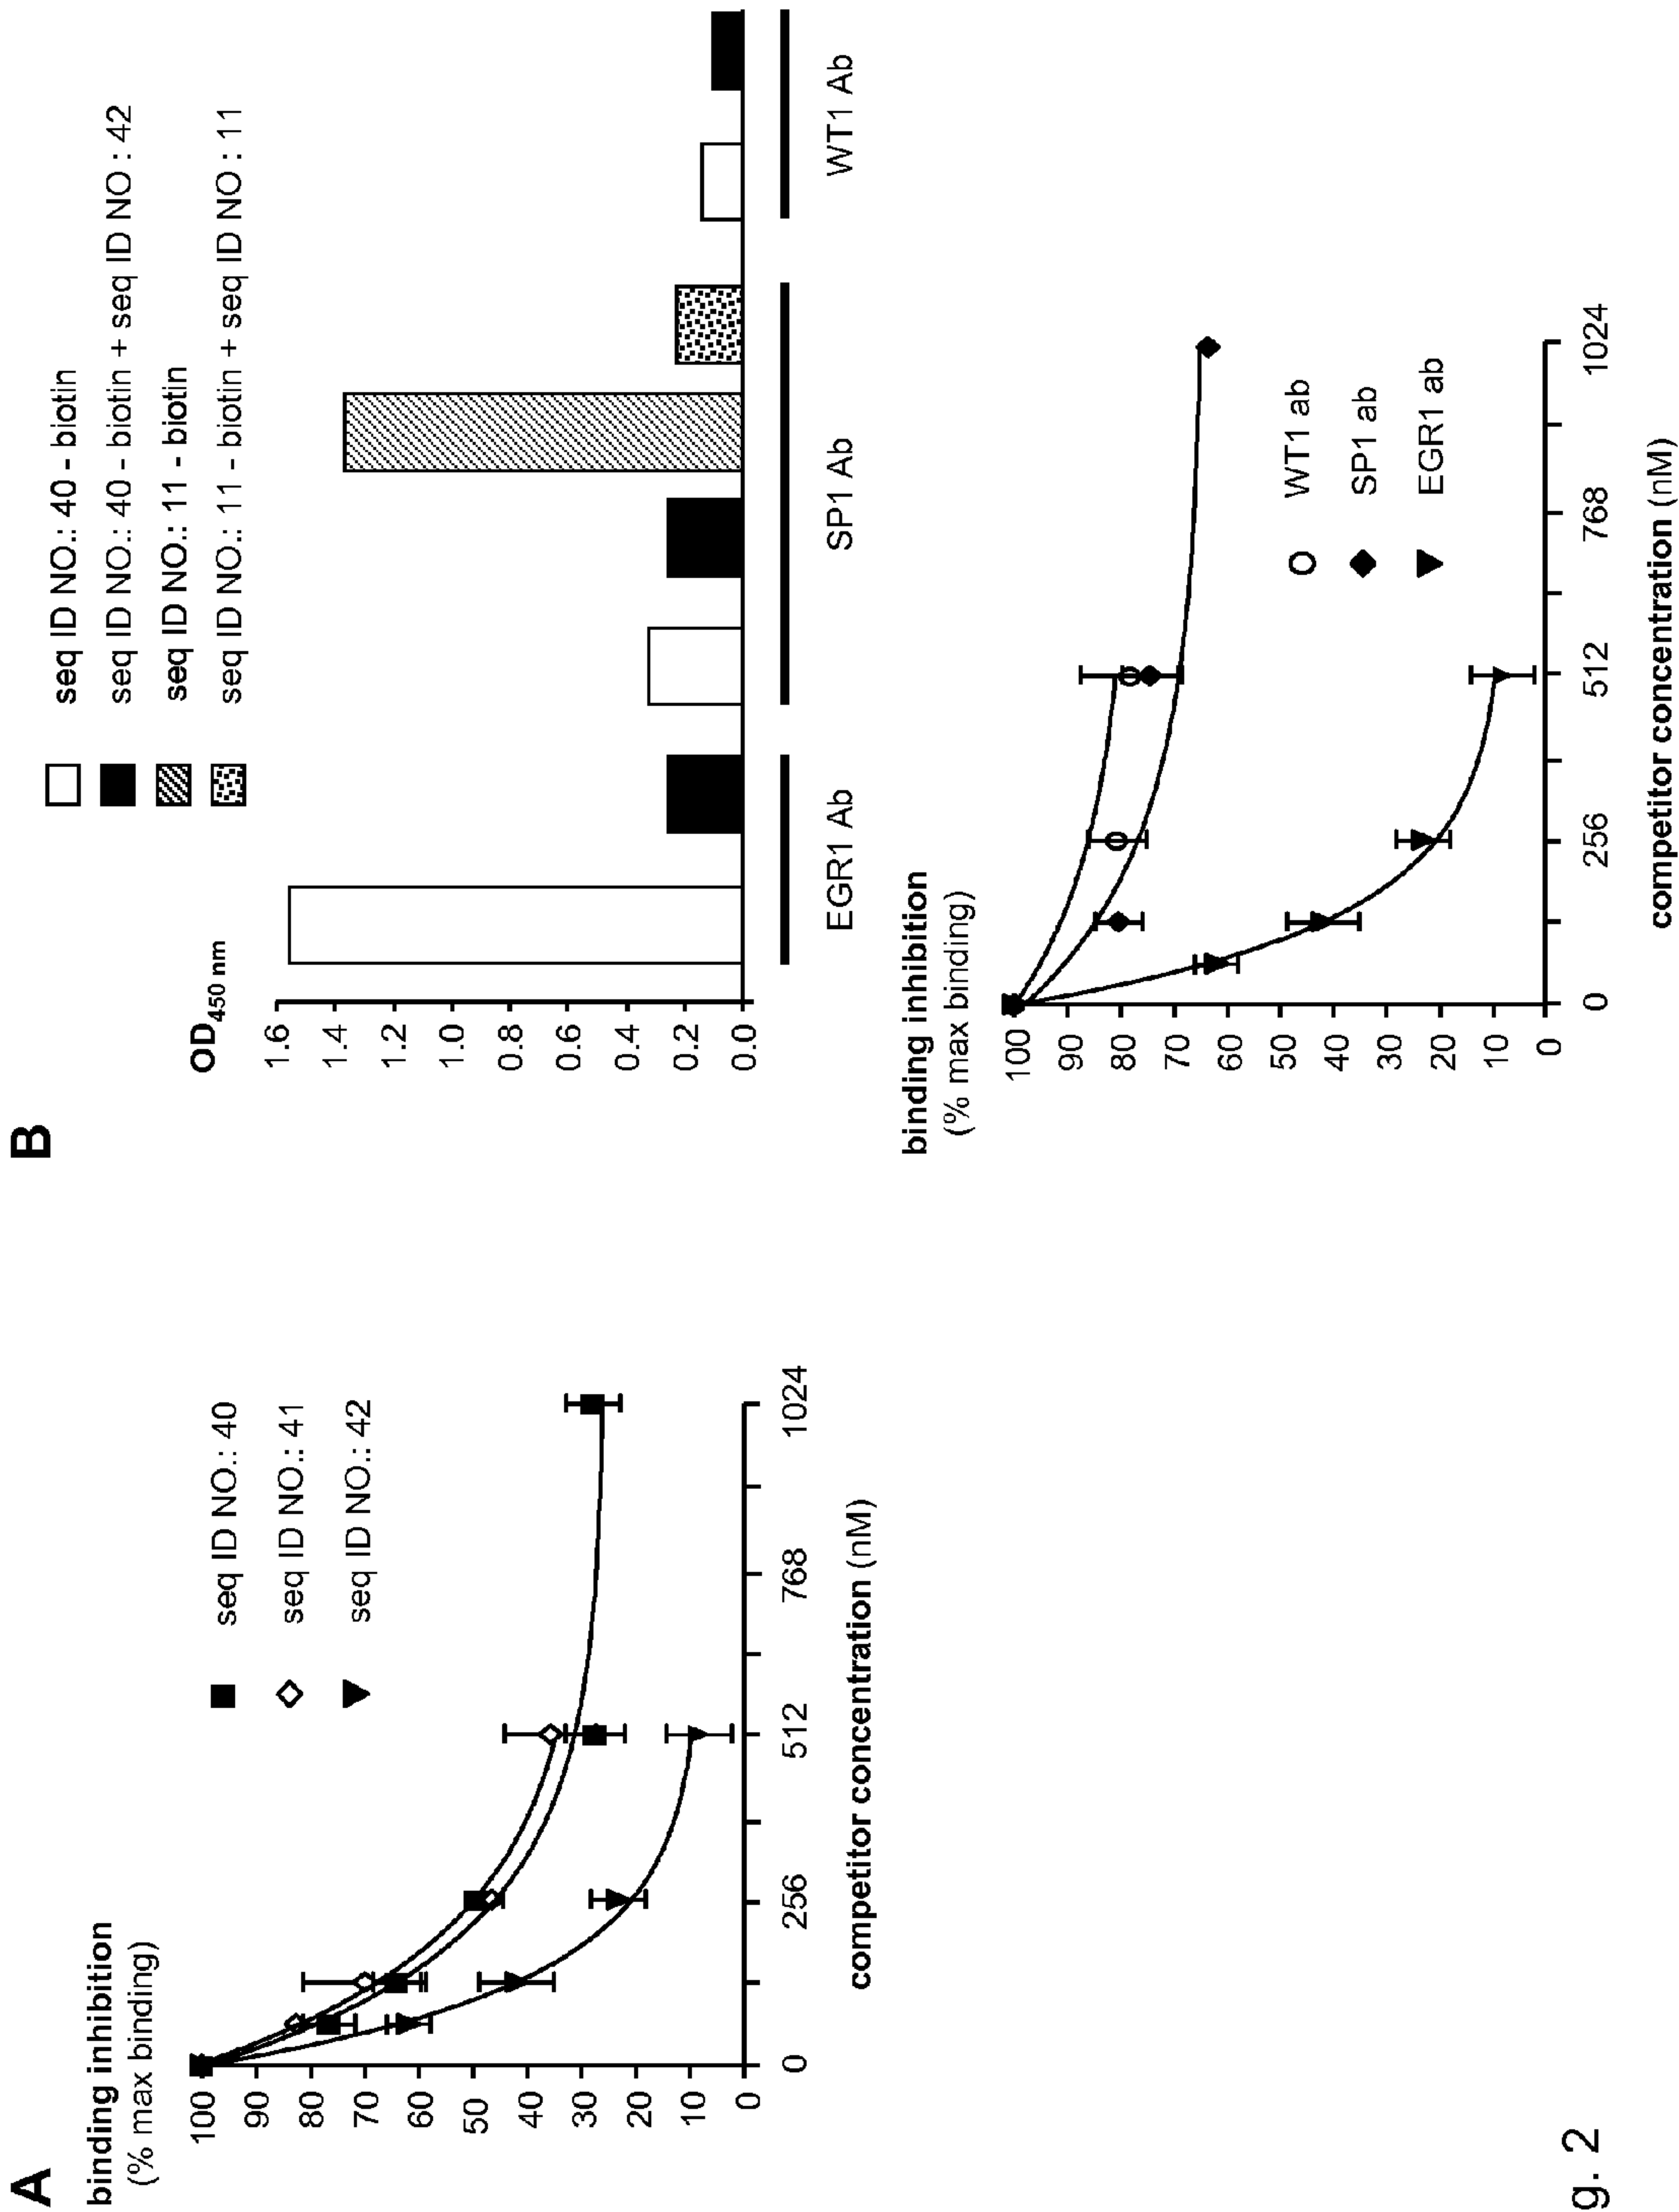 A
binding inhibition
(% max binding)
100
90
80
70
60
50
40
30
20
10
0
0 256 512 768 1024
competitor concentration (nM)
seq ID NO.: 40
seq ID NO.: 41
seq ID NO.: 42
B
seq ID NO.: 40 - biotin
seq ID NO.: 40 - biotin + seq ID NO : 42
seq ID NO.: 11 - biotin
seq ID NO.: 11 - biotin + seq ID NO : 11
OD450 nm
1.6
1.4
1.2
1.0
0.8
0.6
0.4
0.2
0.0
EGR1 Ab SP1 Ab WT1 Ab
binding inhibition
(% max binding)
100
90
80
70
60
50
40
30
20
10
0
0 256 512 768 1024
competitor concentration (nM)
WT1 ab
SP1 ab
EGR1 ab
g. 2